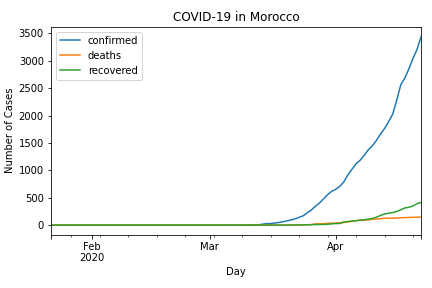 COVID-19 in Morocco
confirmed
deaths
recovered
Number of Cases
3500
3000
2500
2000
1500
1000
500
0
Feb
2020
Mar
Apr
Day